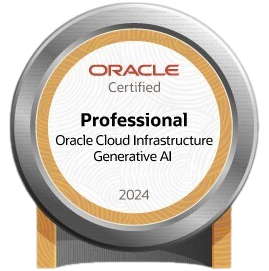 ORACLE
Certified
Professional
Oracle Cloud Infrastructure
Generative AI
2024